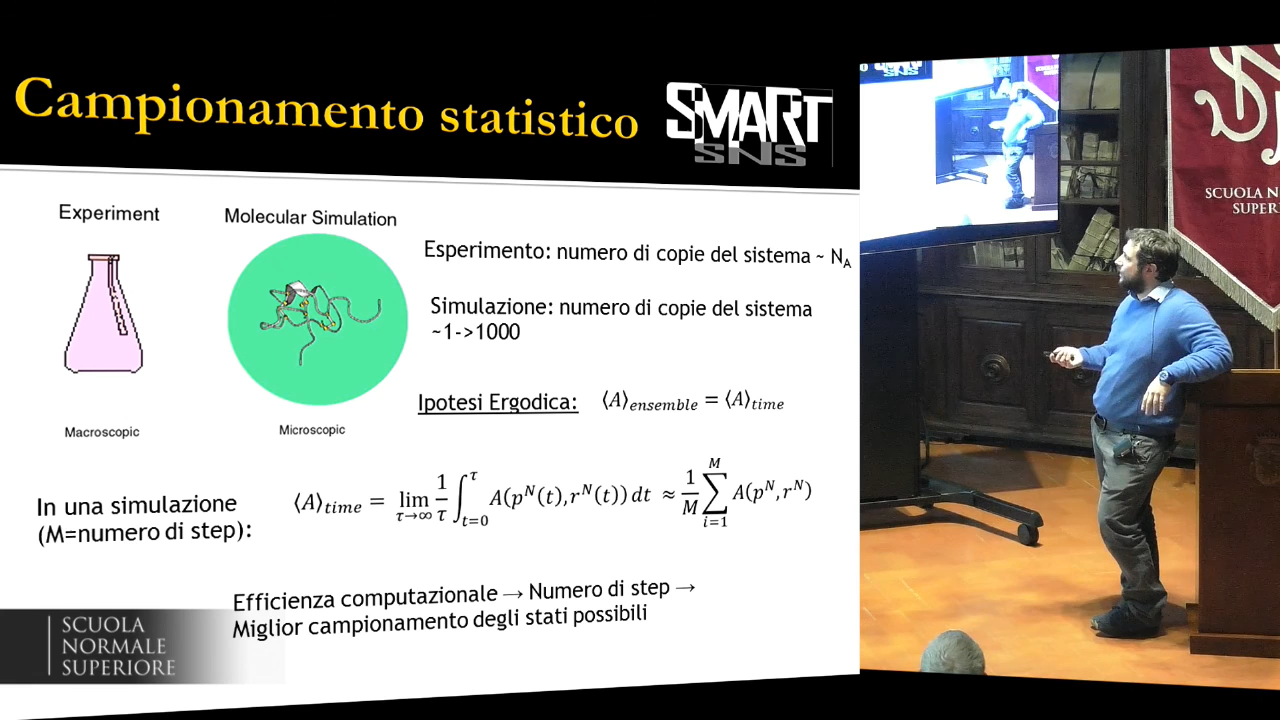 Campionamento statistico
SMART
SNS
Experiment
Molecular Simulation
Macroscopic
Microscopic
Esperimento: numero di copie del sistema ~ N_A
Simulazione: numero di copie del sistema
~1->1000
Ipotesi Ergodica: ⟨A⟩_ensemble = ⟨A⟩_time
In una simulazione
(M=numero di step):
⟨A⟩_time = lim_{τ→∞} 1/τ ∫_{t=0}^{τ} A(p^N(t),r^N(t)) dt ≈ 1/M ∑_{i=1}^{M} A(p^N,r^N)
Efficienza computazionale → Numero di step →
Miglior campionamento degli stati possibili
SCUOLA
NORMALE
SUPERIORE
SNS
SCUOLA N
SUPERI